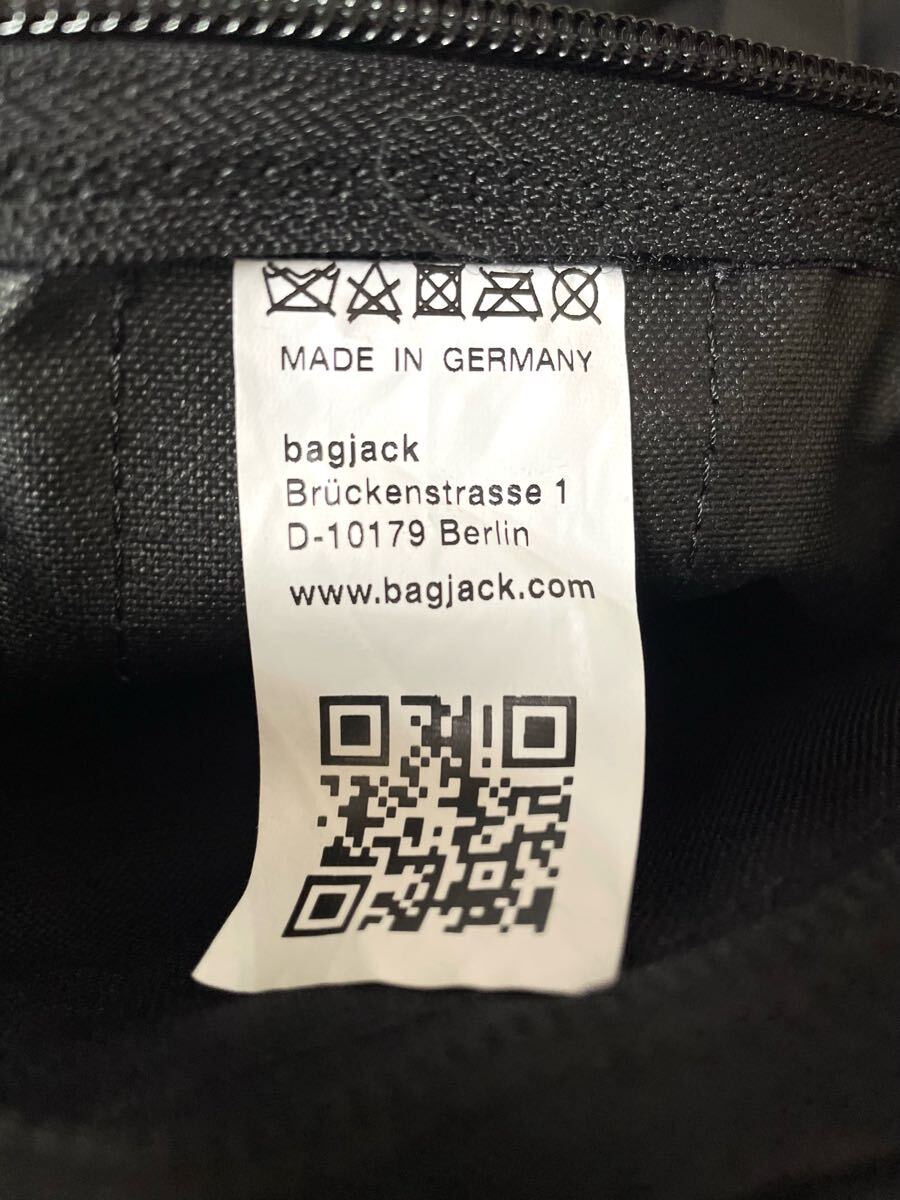 MADE IN GERMANY
bagjack
Brückenstrasse 1
D-10179 Berlin
www.bagjack.com